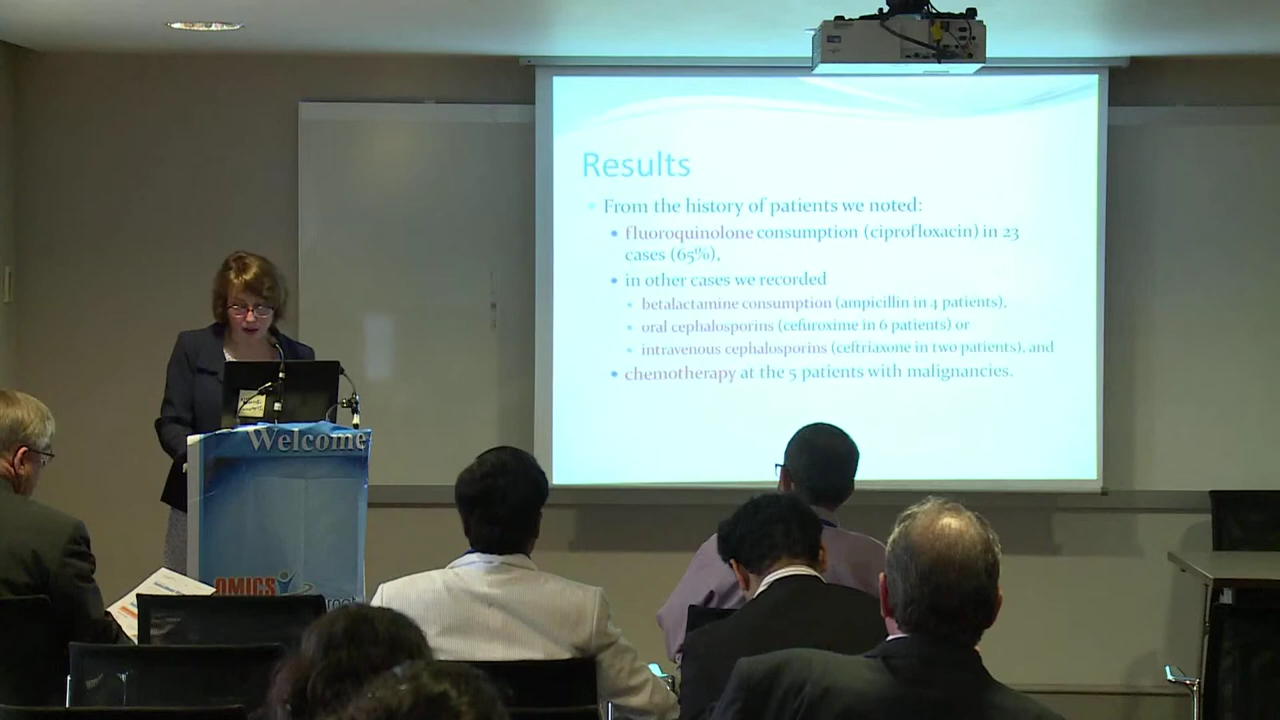 Results
From the history of patients we noted:
fluoroquinolone consumption (ciprofloxacin) in 23
cases (65%),
in other cases we recorded
betalactamine consumption (ampicillin in 4 patients),
oral cephalosporins (cefuroxime in 6 patients) or
intravenous cephalosporins (ceftriaxone in two patients), and
chemotherapy at the 5 patients with malignancies.
Welcome
OMICS